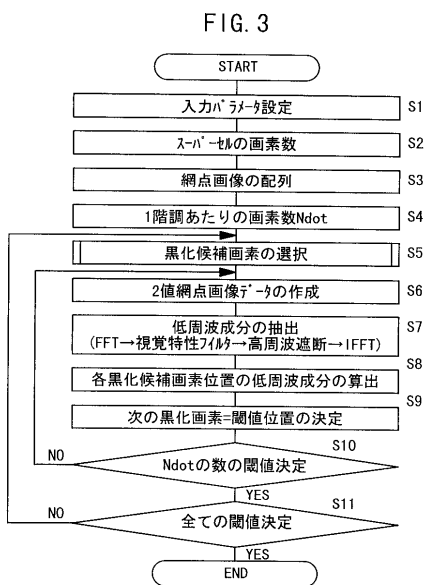 FIG. 3
START
入力パラメータ設定 S1
スーパーセルの画素数 S2
網点画像の配列 S3
1階調あたりの画素数Ndot S4
黒化候補画素の選択 S5
2値網点画像データの作成 S6
低周波成分の抽出 S7
(FFT→視覚特性フィルタ→高周波遮断→IFFT)
S8
各黒化候補画素位置の低周波成分の算出
S9
次の黒化画素=閾値位置の決定
S10
NO
Ndotの数の閾値決定
YES
S11
NO
全ての閾値決定
YES
END